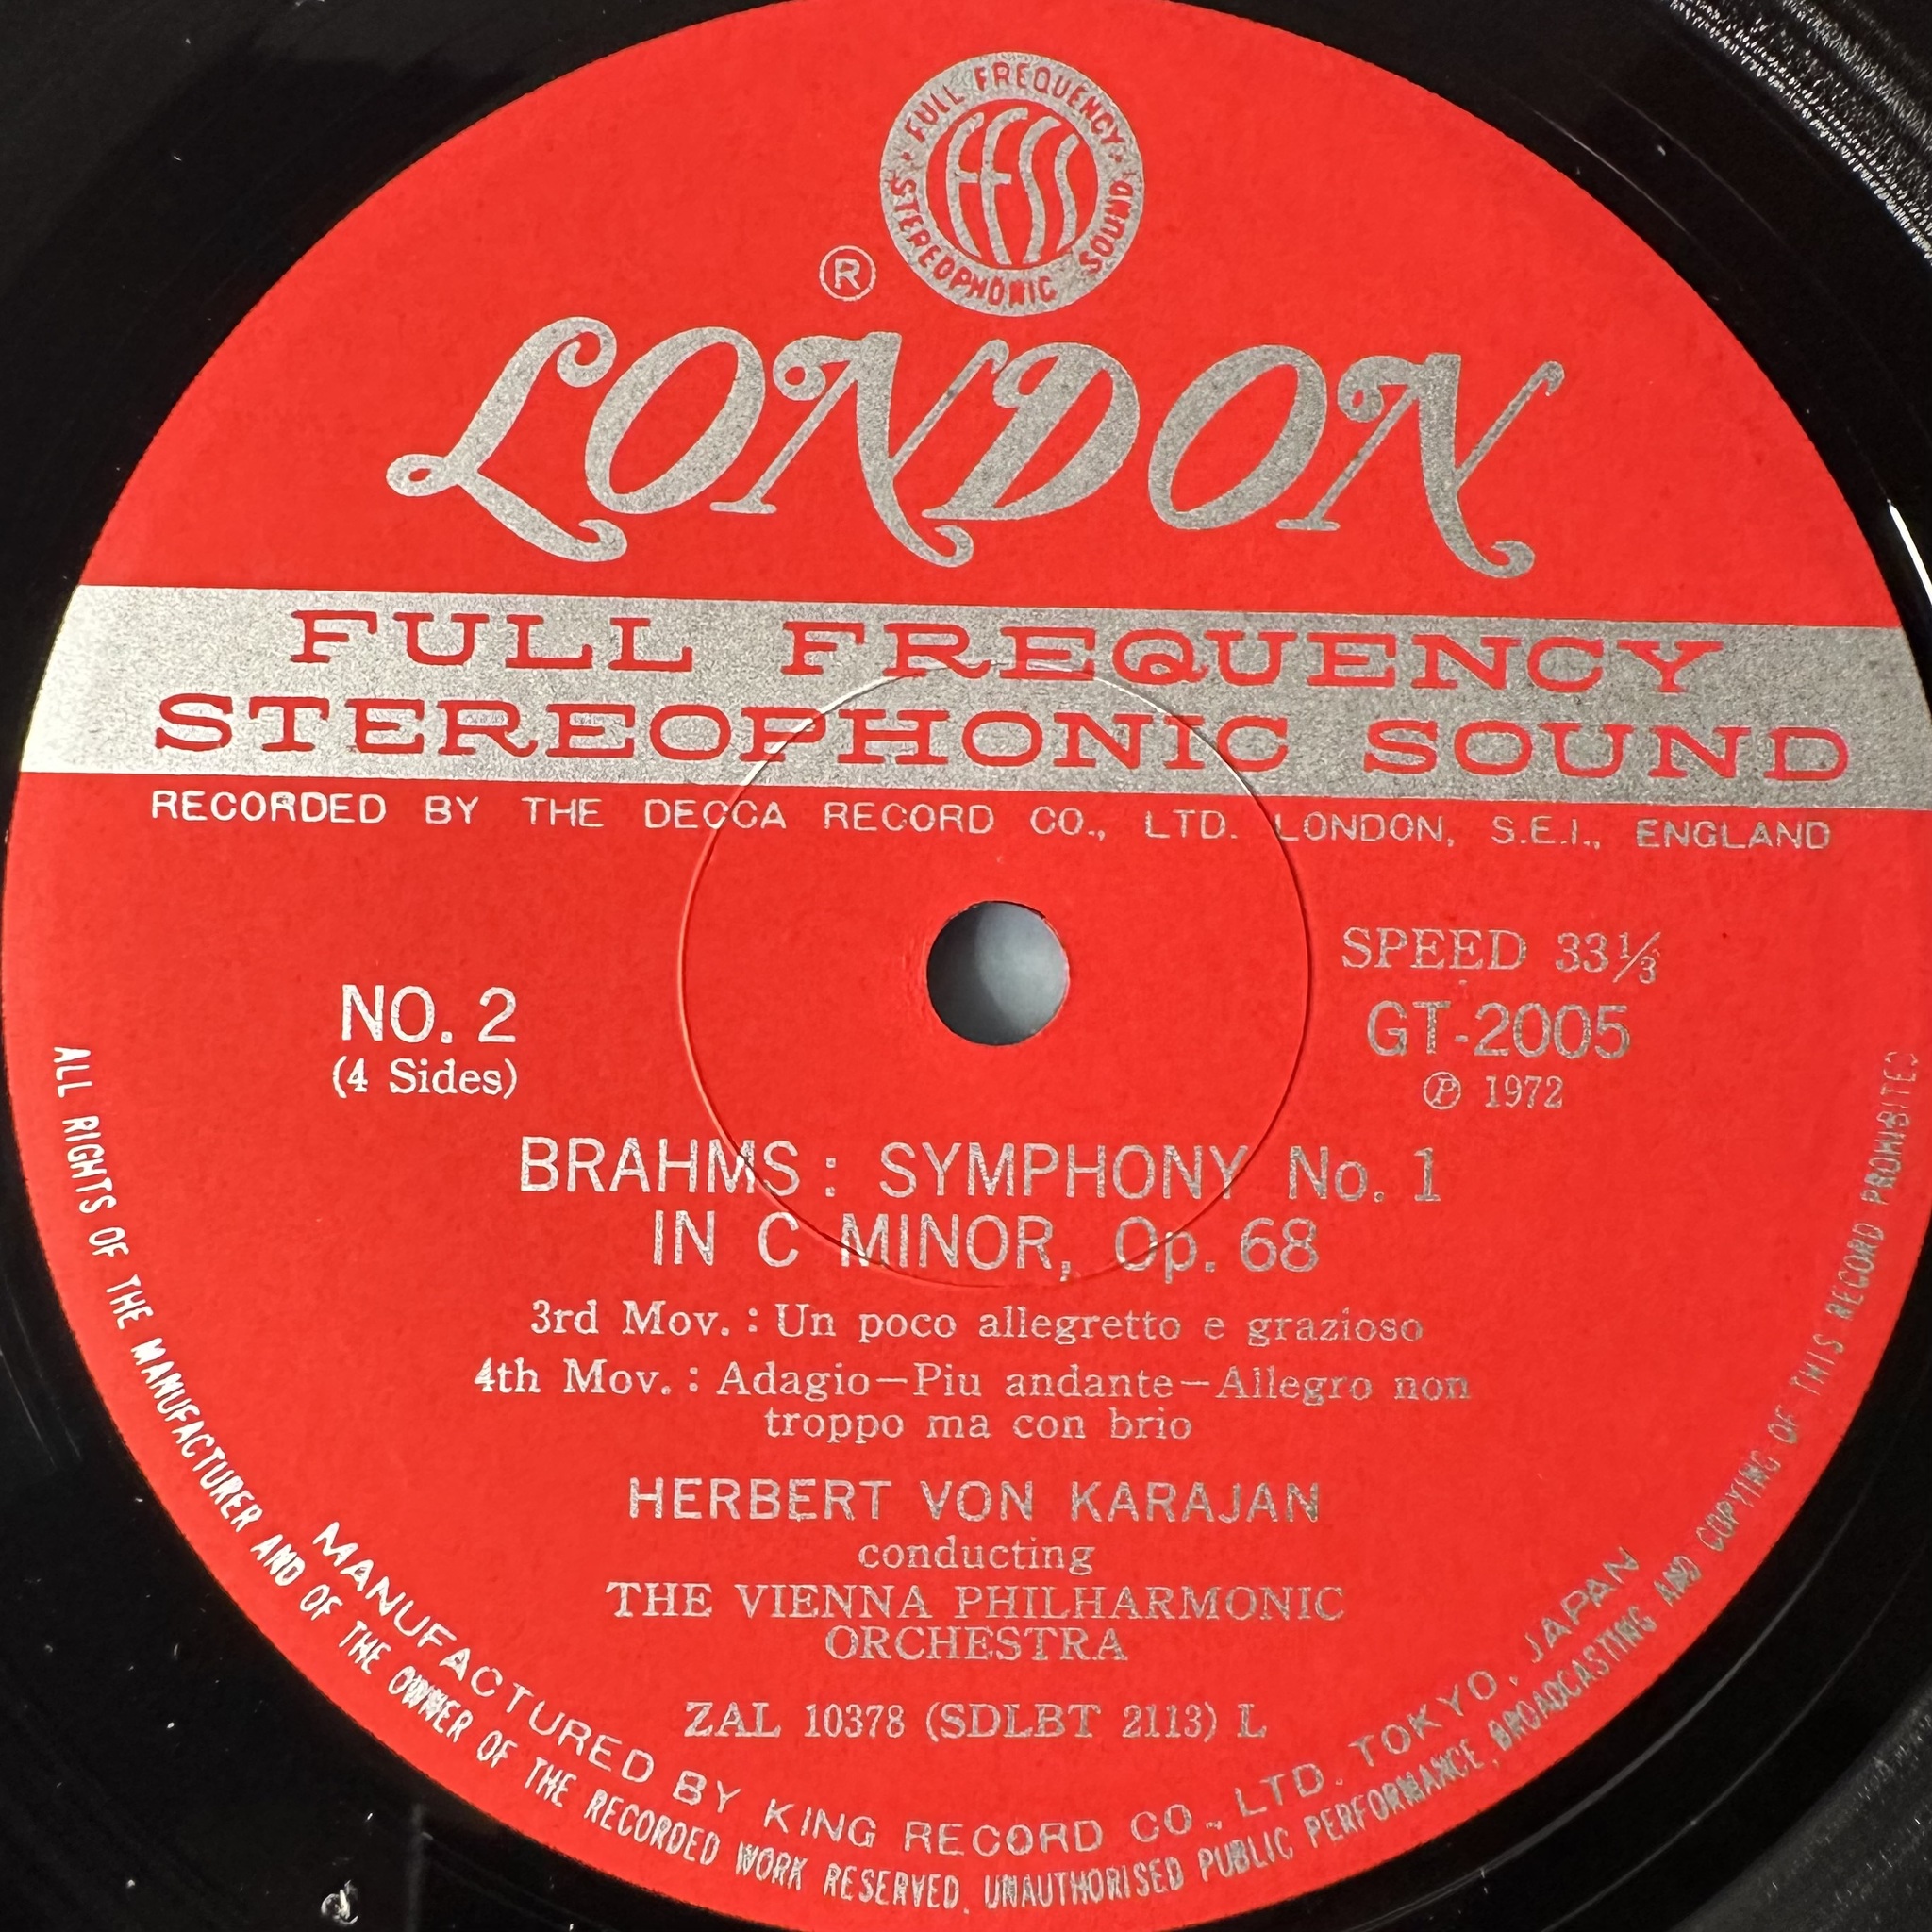 FULL FREQUENCY
FFSS
STEREOPHONIC SOUND
®
LONDON
FULL FREQUENCY
STEREOPHONIC SOUND
RECORDED BY THE DECCA RECORD CO., LTD. LONDON, S.E.I., ENGLAND
SPEED 33⅓
NO. 2
GT-2005
(4 Sides)
℗ 1972
BRAHMS : SYMPHONY No. 1
IN C MINOR, Op. 68
3rd Mov. : Un poco allegretto e grazioso
4th Mov. : Adagio—Piu andante—Allegro non
troppo ma con brio
HERBERT VON KARAJAN
conducting
THE VIENNA PHILHARMONIC
ORCHESTRA
ZAL 10378 (SDLBT 2113) L
MANUFACTURED BY KING RECORD CO., LTD. TOKYO, JAPAN
ALL RIGHTS OF THE MANUFACTURER AND OF THE OWNER OF THE RECORDED WORK RESERVED. UNAUTHORISED PUBLIC PERFORMANCE, BROADCASTING AND COPYING OF THIS RECORD PROHIBITED